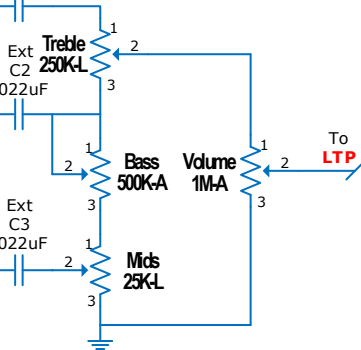 1
Treble
250K-L
2
3
Ext
C2
022uF
1
2
Bass
500K-A
3
Volume
1M-A
1
2
3
To
LTP
Ext
C3
022uF
1
2
Mids
25K-L
3